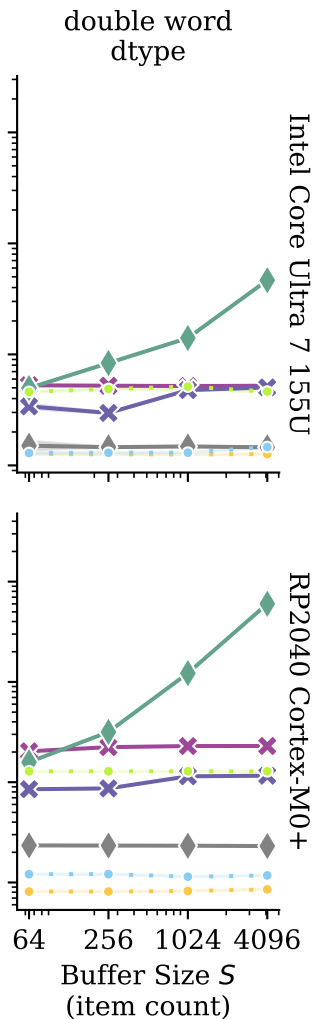 double word
dtype
Intel Core Ultra 7 155U
RP2040 Cortex-M0+
64 256 1024 4096
Buffer Size S
(item count)